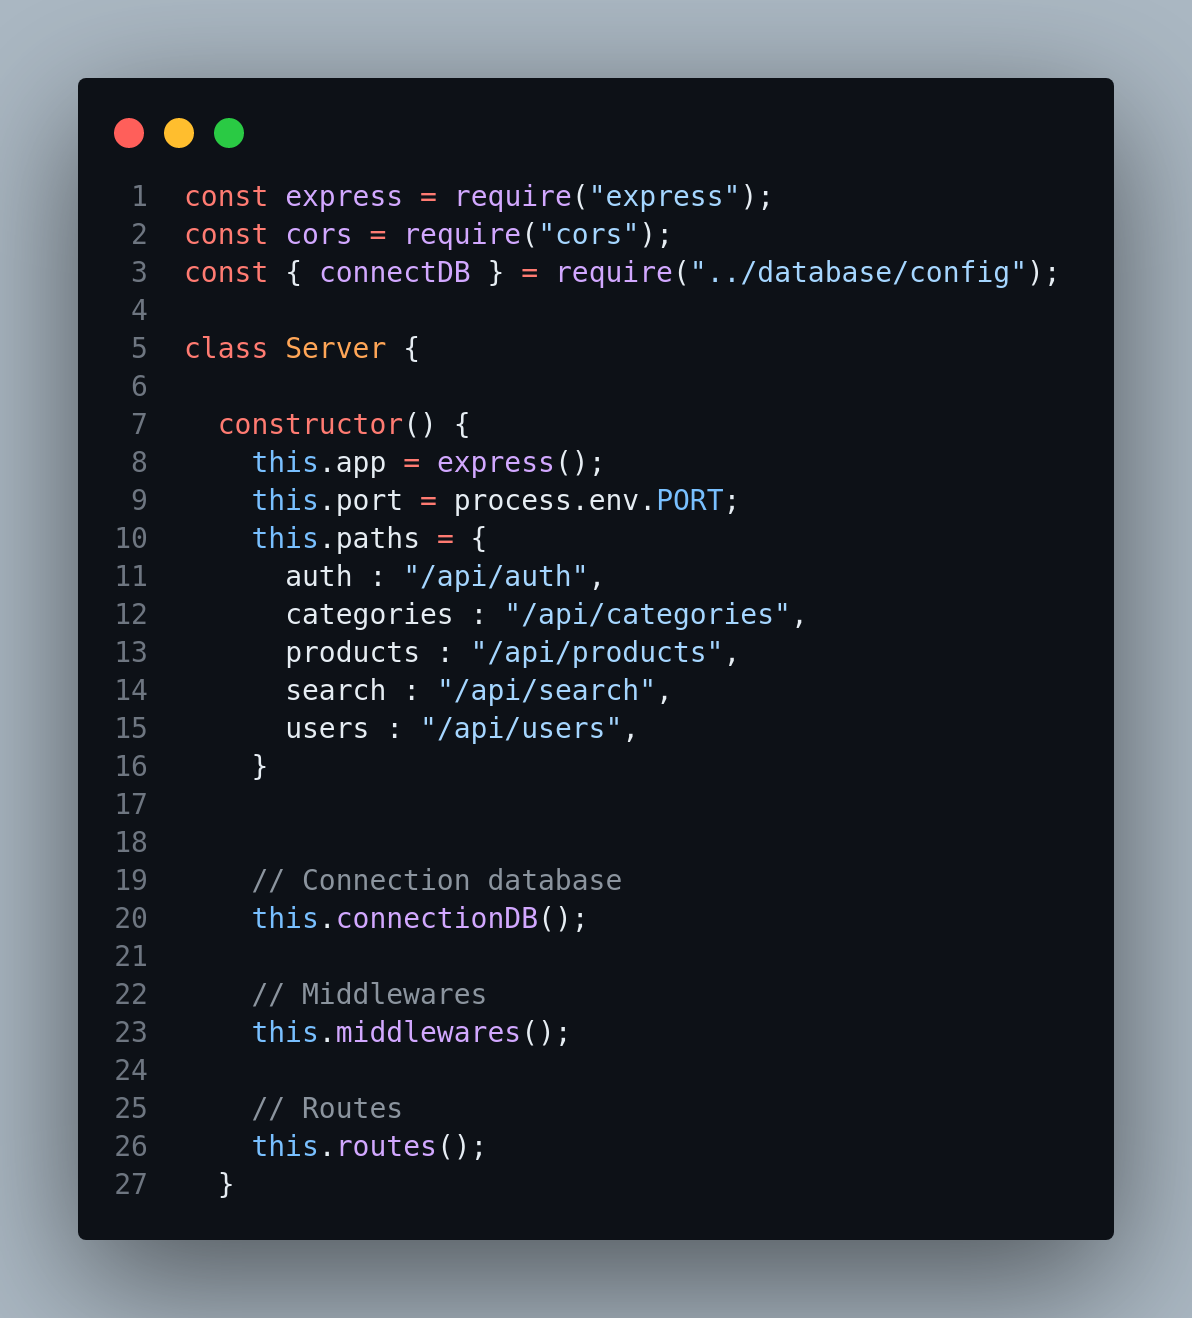 1 const express = require("express");
2 const cors = require("cors");
3 const { connectDB } = require("../database/config");
4
5 class Server {
6
7   constructor() {
8     this.app = express();
9     this.port = process.env.PORT;
10     this.paths = {
11       auth : "/api/auth",
12       categories : "/api/categories",
13       products : "/api/products",
14       search : "/api/search",
15       users : "/api/users",
16     }
17
18
19     // Connection database
20     this.connectionDB();
21
22     // Middlewares
23     this.middlewares();
24
25     // Routes
26     this.routes();
27   }